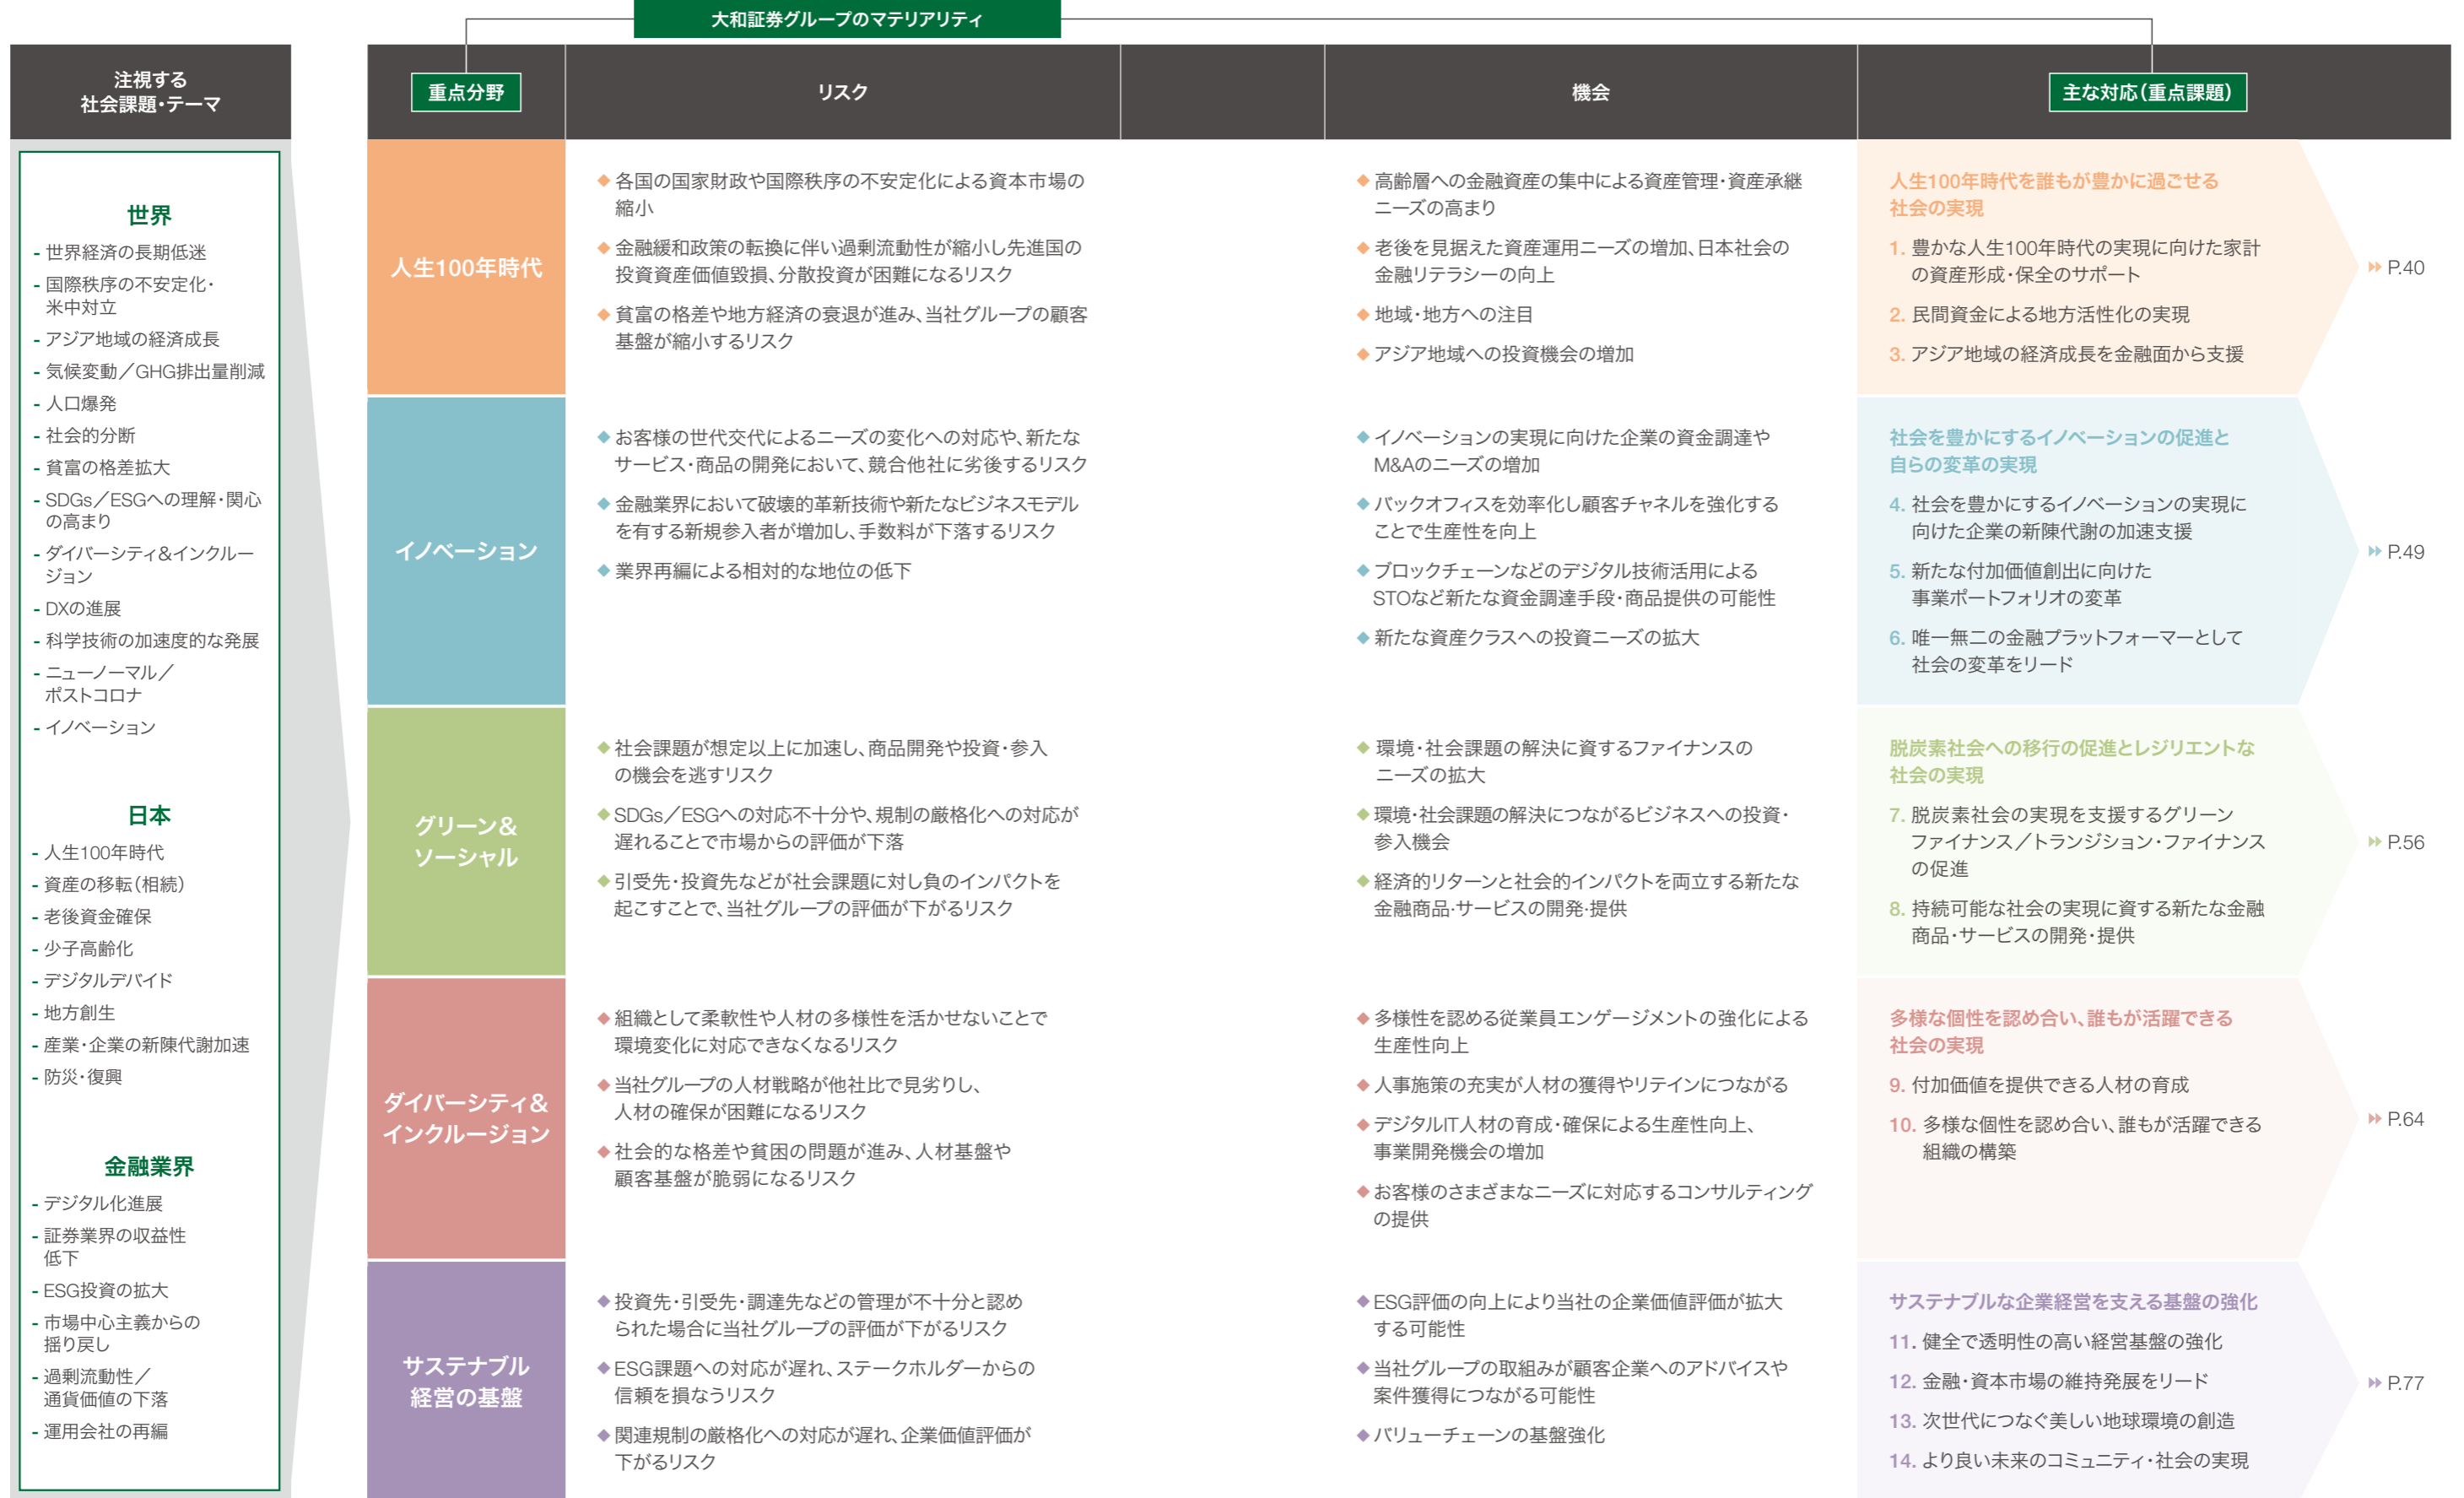 大和証券グループのマテリアリティ
注視する
社会課題・テーマ
重点分野
リスク
機会
主な対応(重点課題)
世界
- 世界経済の長期低迷
- 国際秩序の不安定化・
米中対立
- アジア地域の経済成長
- 気候変動/GHG排出量削減
- 人口爆発
- 社会的分断
- 貧富の格差拡大
- SDGs/ESGへの理解・関心
の高まり
- ダイバーシティ&インクルー
ジョン
- DXの進展
- 科学技術の加速度的な発展
- ニューノーマル/
ポストコロナ
- イノベーション
日本
- 人生100年時代
- 資産の移転(相続)
- 老後資金確保
- 少子高齢化
- デジタルデバイド
- 地方創生
- 産業・企業の新陳代謝加速
- 防災・復興
金融業界
- デジタル化進展
- 証券業界の収益性
低下
- ESG投資の拡大
- 市場中心主義からの
揺り戻し
- 過剰流動性/
通貨価値の下落
- 運用会社の再編
人生100年時代
◆ 各国の国家財政や国際秩序の不安定化による資本市場の
縮小
◆ 金融緩和政策の転換に伴い過剰流動性が縮小し先進国の
投資資産価値毀損、分散投資が困難になるリスク
◆ 貧富の格差や地方経済の衰退が進み、当社グループの顧客
基盤が縮小するリスク
◆ 高齢層への金融資産の集中による資産管理・資産承継
ニーズの高まり
◆ 老後を見据えた資産運用ニーズの増加、日本社会の
金融リテラシーの向上
◆ 地域・地方への注目
◆ アジア地域への投資機会の増加
人生100年時代を誰もが豊かに過ごせる
社会の実現
1. 豊かな人生100年時代の実現に向けた家計
の資産形成・保全のサポート
2. 民間資金による地方活性化の実現
3. アジア地域の経済成長を金融面から支援
P.40
イノベーション
◆ お客様の世代交代によるニーズの変化への対応や、新たな
サービス・商品の開発において、競合他社に劣後するリスク
◆ 金融業界において破壊的革新技術や新たなビジネスモデル
を有する新規参入者が増加し、手数料が下落するリスク
◆ 業界再編による相対的な地位の低下
◆ イノベーションの実現に向けた企業の資金調達や
M&Aのニーズの増加
◆ バックオフィスを効率化し顧客チャネルを強化する
ことで生産性を向上
◆ ブロックチェーンなどのデジタル技術活用による
STOなど新たな資金調達手段・商品提供の可能性
◆ 新たな資産クラスへの投資ニーズの拡大
社会を豊かにするイノベーションの促進と
自らの変革の実現
4. 社会を豊かにするイノベーションの実現に
向けた企業の新陳代謝の加速支援
5. 新たな付加価値創出に向けた
事業ポートフォリオの変革
6. 唯一無二の金融プラットフォーマーとして
社会の変革をリード
P.49
グリーン&
ソーシャル
◆ 社会課題が想定以上に加速し、商品開発や投資・参入
の機会を逃すリスク
◆ SDGs/ESGへの対応不十分や、規制の厳格化への対応が
遅れることで市場からの評価が下落
◆ 引受先・投資先などが社会課題に対し負のインパクトを
起こすことで、当社グループの評価が下がるリスク
◆ 環境・社会課題の解決に資するファイナンスの
ニーズの拡大
◆ 環境・社会課題の解決につながるビジネスへの投資・
参入機会
◆ 経済的リターンと社会的インパクトを両立する新たな
金融商品・サービスの開発・提供
脱炭素社会への移行の促進とレジリエントな
社会の実現
7. 脱炭素社会の実現を支援するグリーン
ファイナンス/トランジション・ファイナンス
の促進
8. 持続可能な社会の実現に資する新たな金融
商品・サービスの開発・提供
P.56
ダイバーシティ&
インクルージョン
◆ 組織として柔軟性や人材の多様性を活かせないことで
環境変化に対応できなくなるリスク
◆ 当社グループの人材戦略が他社比で見劣りし、
人材の確保が困難になるリスク
◆ 社会的な格差や貧困の問題が進み、人材基盤や
顧客基盤が脆弱になるリスク
◆ 多様性を認める従業員エンゲージメントの強化による
生産性向上
◆ 人事施策の充実が人材の獲得やリテインにつながる
◆ デジタルIT人材の育成・確保による生産性向上、
事業開発機会の増加
◆ お客様のさまざまなニーズに対応するコンサルティング
の提供
多様な個性を認め合い、誰もが活躍できる
社会の実現
9. 付加価値を提供できる人材の育成
10. 多様な個性を認め合い、誰もが活躍できる
組織の構築
P.64
サステナブル
経営の基盤
◆ 投資先・引受先・調達先などの管理が不十分と認め
られた場合に当社グループの評価が下がるリスク
◆ ESG課題への対応が遅れ、ステークホルダーからの
信頼を損なうリスク
◆ 関連規制の厳格化への対応が遅れ、企業価値評価が
下がるリスク
◆ ESG評価の向上により当社の企業価値評価が拡大
する可能性
◆ 当社グループの取組みが顧客企業へのアドバイスや
案件獲得につながる可能性
◆ バリューチェーンの基盤強化
サステナブルな企業経営を支える基盤の強化
11. 健全で透明性の高い経営基盤の強化
12. 金融・資本市場の維持発展をリード
13. 次世代につなぐ美しい地球環境の創造
14. より良い未来のコミュニティ・社会の実現
P.77